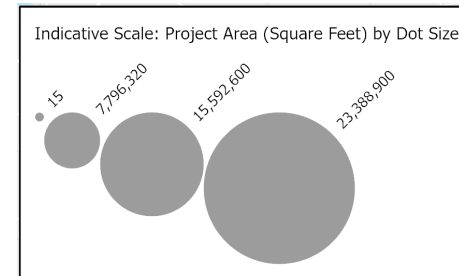 Indicative Scale: Project Area (Square Feet) by Dot Size
15
7,796,320
15,592,600
23,388,900